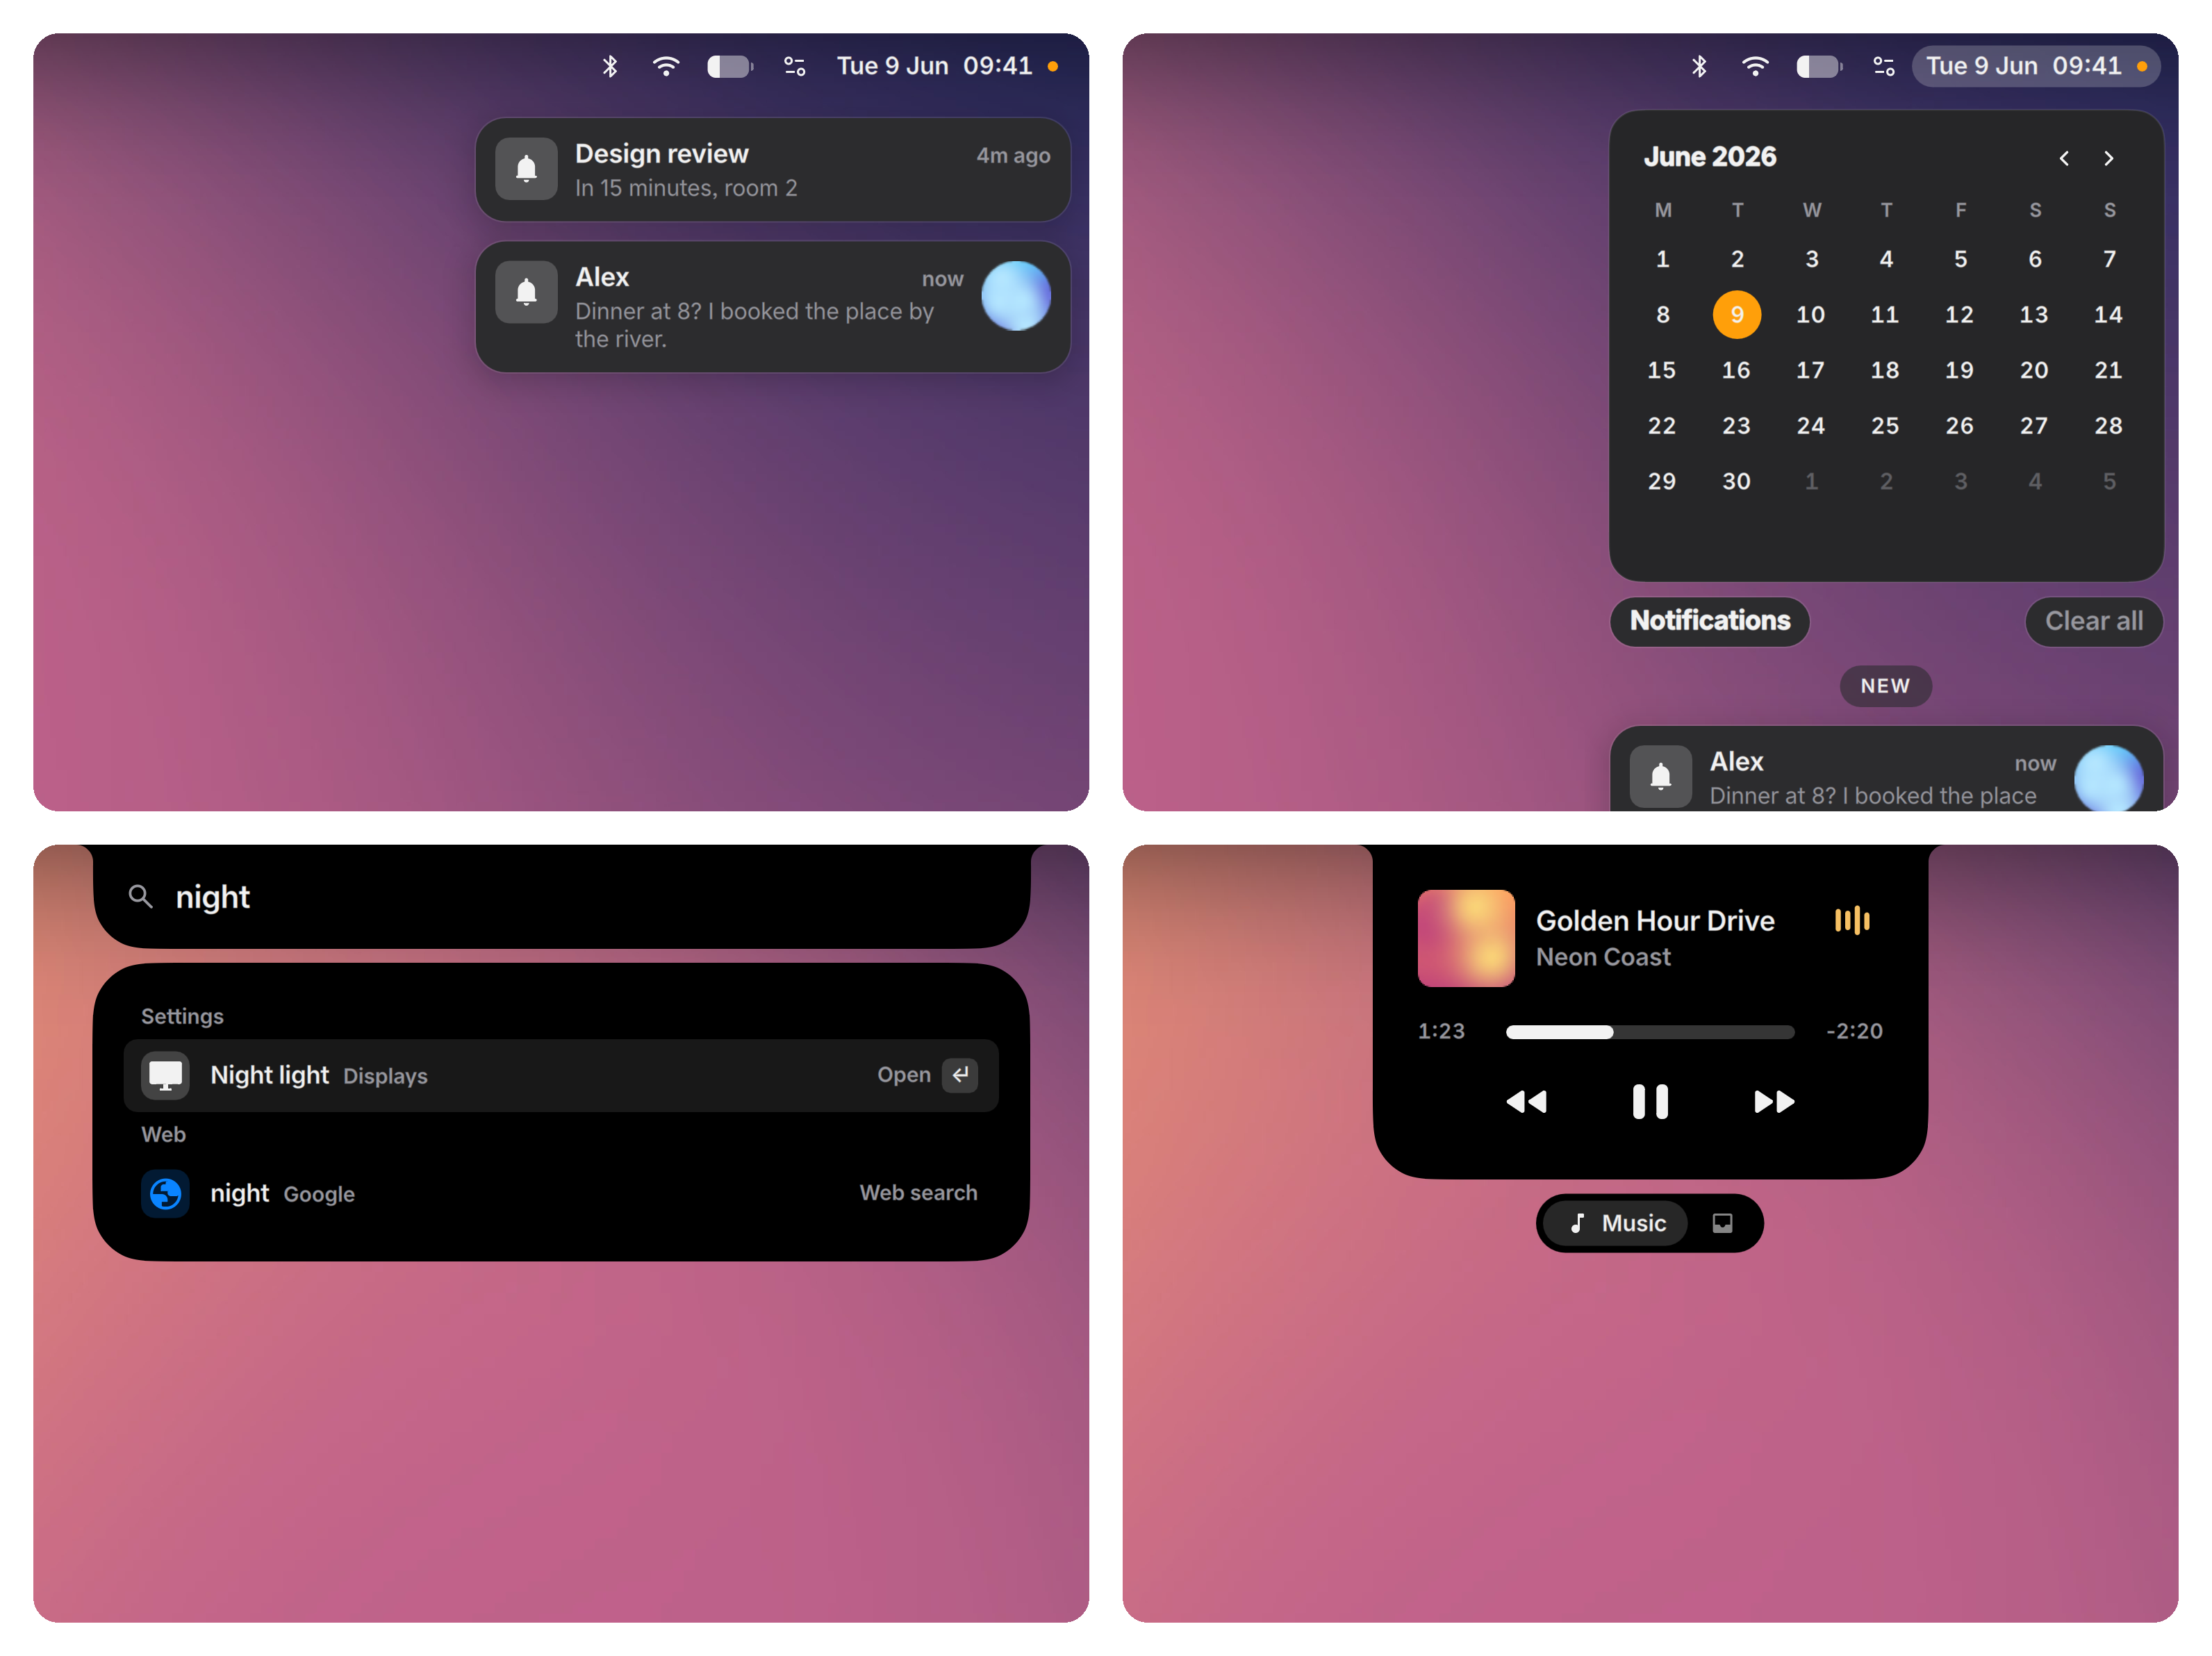 Tue 9 Jun 09:41
Design review 4m ago
In 15 minutes, room 2
Alex now
Dinner at 8? I booked the place by
the river.
Tue 9 Jun 09:41
June 2026
M T W T F S S
1 2 3 4 5 6 7
8 9 10 11 12 13 14
15 16 17 18 19 20 21
22 23 24 25 26 27 28
29 30 1 2 3 4 5
Notifications Clear all
NEW
Alex now
Dinner at 8? I booked the place
night
Settings
Night light Displays Open
Web
night Google Web search
Golden Hour Drive
Neon Coast
1:23 -2:20
Music